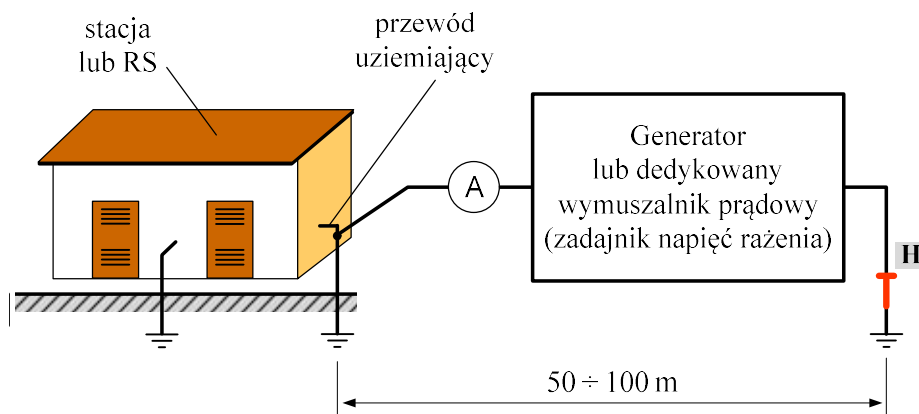 stacja
lub RS
przewód
uziemiający
A
Generator
lub dedykowany
wymuszalnik prądowy
(zadajnik napięć rażenia)
H
50 ÷ 100 m